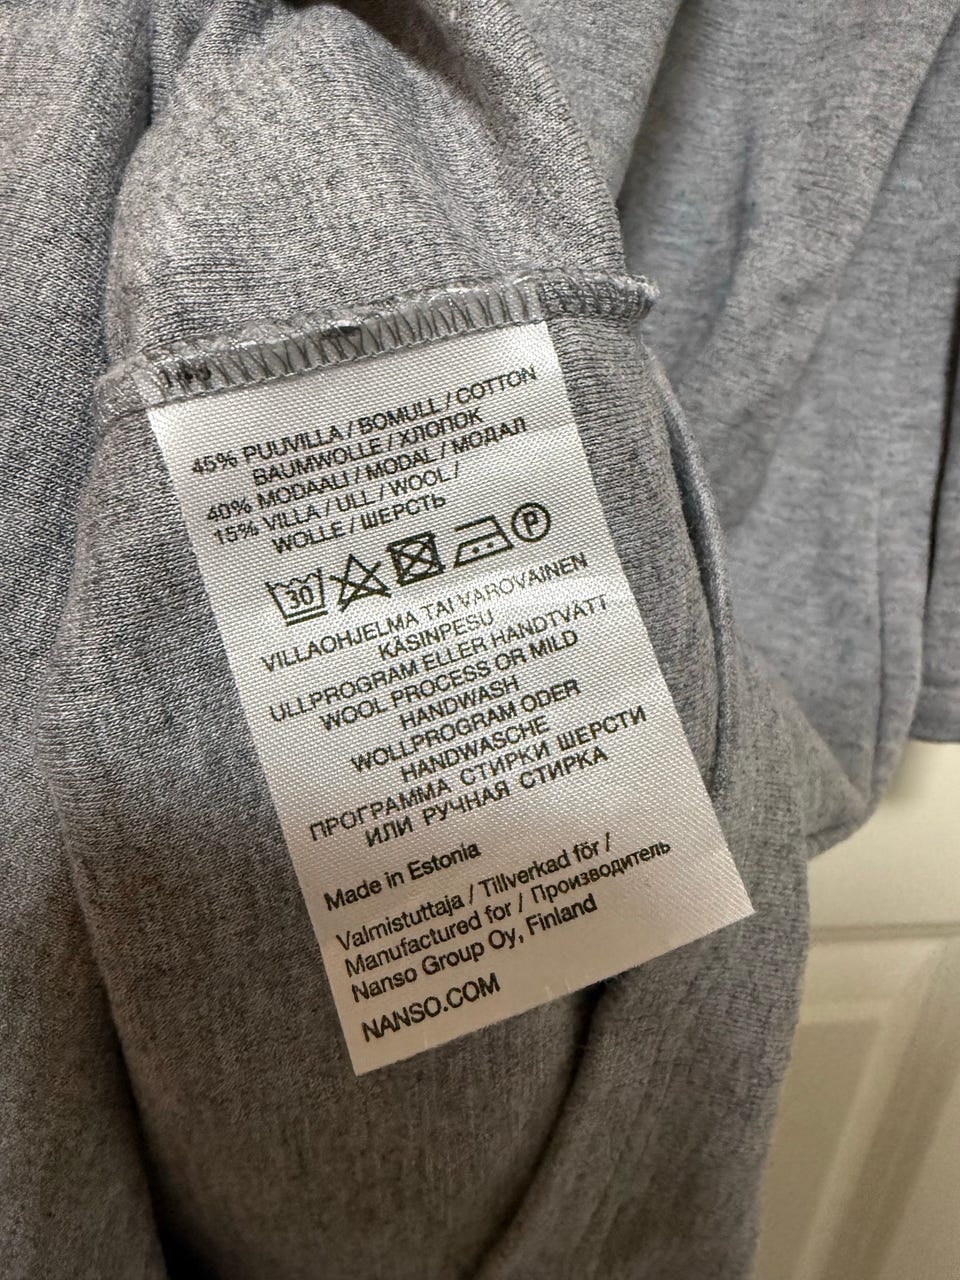 45% PUUVILLA / BOMULL / COTTON
BAUMWOLLE / ХЛОПОК
40% MODAALI / MODAL / МОДАЛ
15% VILLA / ULL / WOOL /
WOLLE / ШЕРСТЬ
30 P
VILLAOHJELMA TAI VAROVAINEN
KÄSINPESU
ULLPROGRAM ELLER HANDTVÄTT
WOOL PROCESS OR MILD
HANDWASH
WOLLPROGRAM ODER
HANDWASCHE
ПРОГРАММА СТИРКИ ШЕРСТИ
ИЛИ РУЧНАЯ СТИРКА
Made in Estonia
Valmistuttaja / Tillverkad för /
Manufactured for / Производитель
Nanso Group Oy, Finland
NANSO.COM